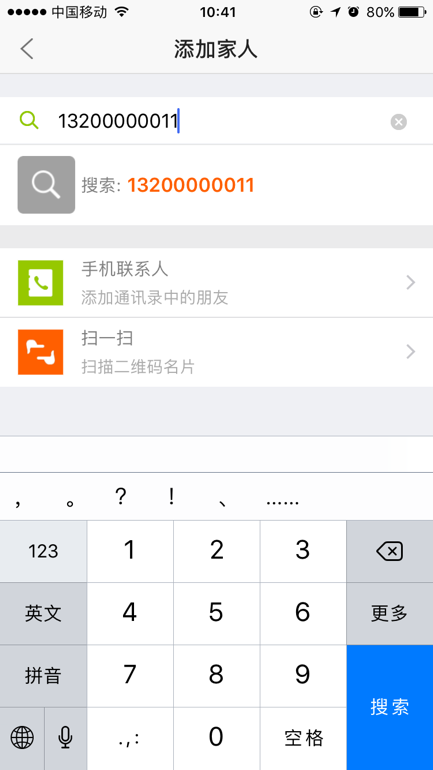 中国移动 10:41 80%
添加家人
13200000011
搜索: 13200000011
手机联系人
添加通讯录中的朋友
扫一扫
扫描二维码名片
， 。 ？ ！ 、 ……
123 1 2 3
英文 4 5 6 更多
拼音 7 8 9 搜索
.,: 0 空格